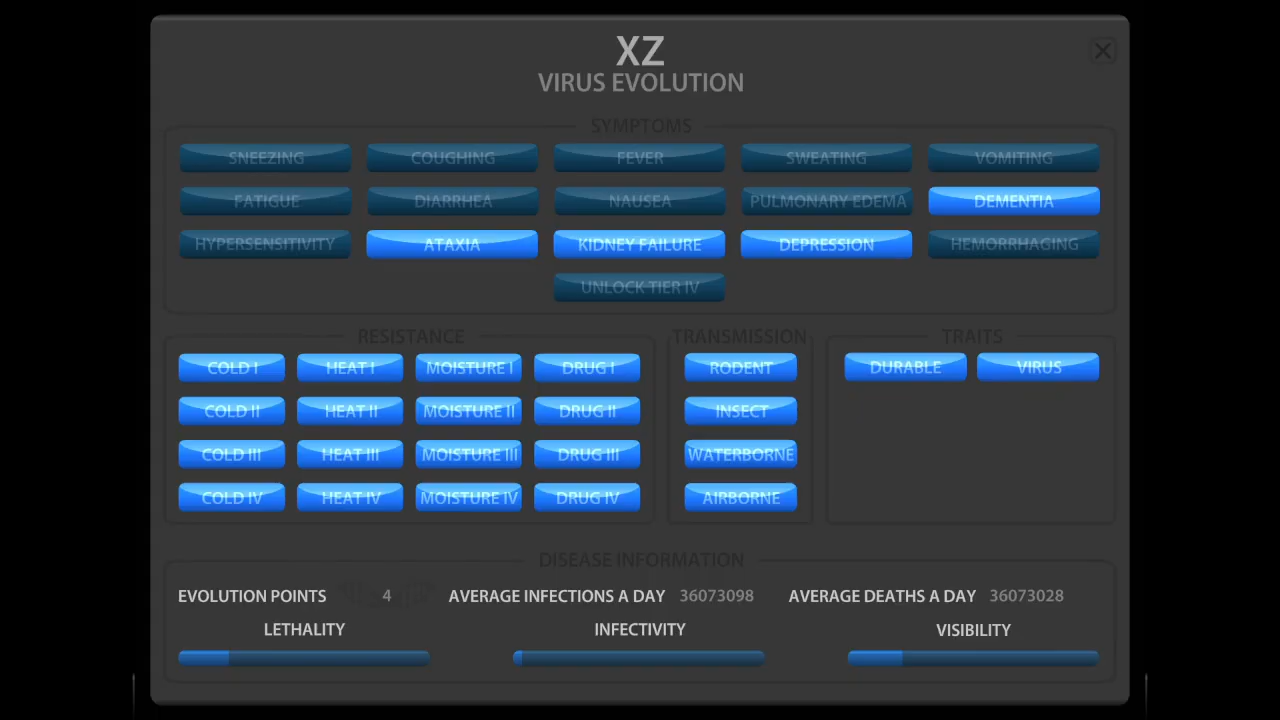 XZ
VIRUS EVOLUTION
SYMPTOMS
SNEEZING COUGHING FEVER SWEATING VOMITING
FATIGUE DIARRHEA NAUSEA PULMONARY EDEMA DEMENTIA
HYPERSENSITIVITY ATAXIA KIDNEY FAILURE DEPRESSION HEMORRHAGING
UNLOCK TIER IV
RESISTANCE TRANSMISSION TRAITS
COLD I HEAT I MOISTURE I DRUG I RODENT DURABLE VIRUS
COLD II HEAT II MOISTURE II DRUG II INSECT
COLD III HEAT III MOISTURE III DRUG III WATERBORNE
COLD IV HEAT IV MOISTURE IV DRUG IV AIRBORNE
DISEASE INFORMATION
EVOLUTION POINTS 4 AVERAGE INFECTIONS A DAY 36073098 AVERAGE DEATHS A DAY 36073028
LETHALITY INFECTIVITY VISIBILITY